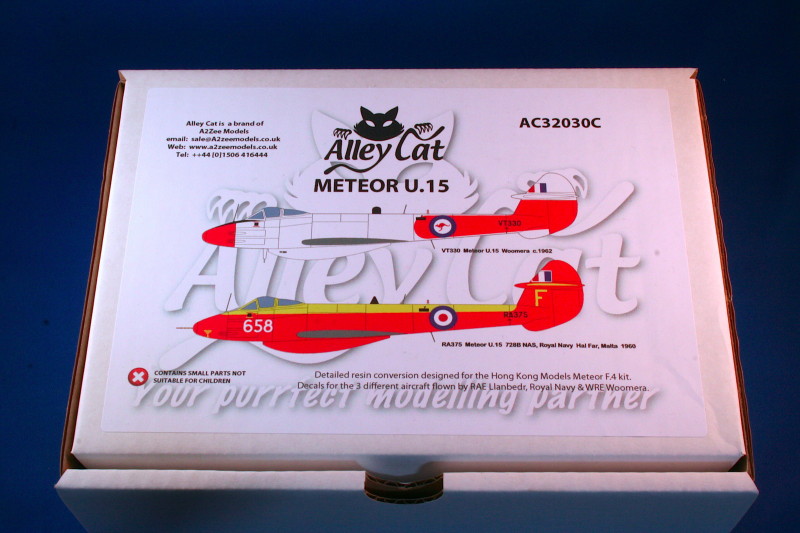 Alley Cat is a brand of
A2Zee Models
email: sale@A2zeemodels.co.uk
Web: www.a2zeemodels.co.uk
Tel: ++44 (0)1506 416444
Alley Cat
AC32030C
METEOR U.15
VT330
VT330 Meteor U.15 Woomera c.1962
Alley Cat
F
RA375
658
RA375 Meteor U.15 728B NAS, Royal Navy Hal Far, Malta 1960
CONTAINS SMALL PARTS NOT
SUITABLE FOR CHILDREN
Detailed resin conversion designed for the Hong Kong Models Meteor F.4 kit.
Decals for the 3 different aircraft flown by RAE Llanbedr, Royal Navy & WRE Woomera.
Your purrfect modelling partner